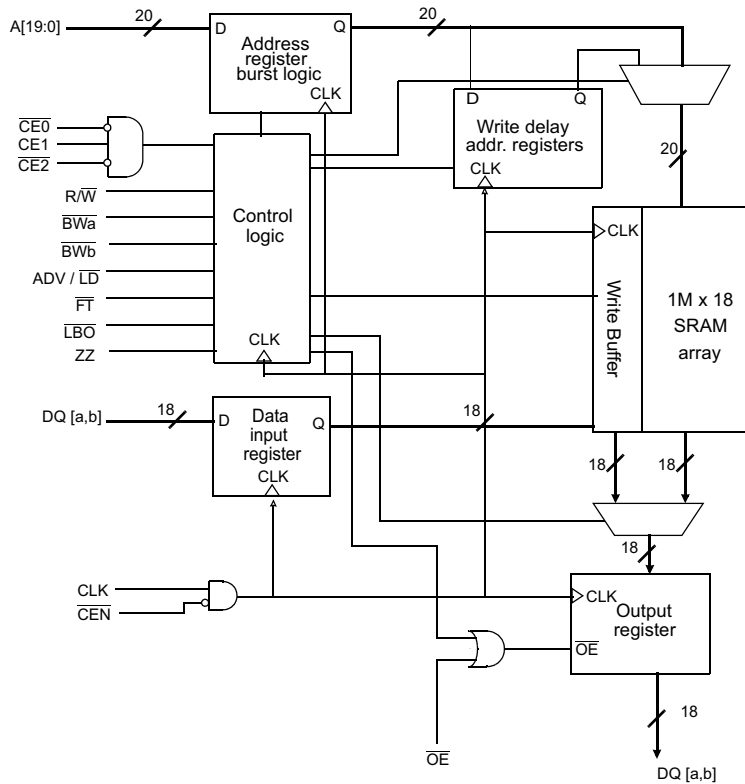 A[19:0]
20
D
Q
Address
register
burst logic
CLK
20
D
Q
Write delay
addr. registers
CLK
20
CE0
CE1
CE2
R/W
BWa
BWb
ADV / LD
FT
LBO
ZZ
Control
logic
CLK
CLK
Write Buffer
1M x 18
SRAM
array
DQ [a,b]
18
D
Q
Data
input
register
CLK
18
18
18
18
CLK
CEN
CLK
Output
register
OE
OE
18
DQ [a,b]